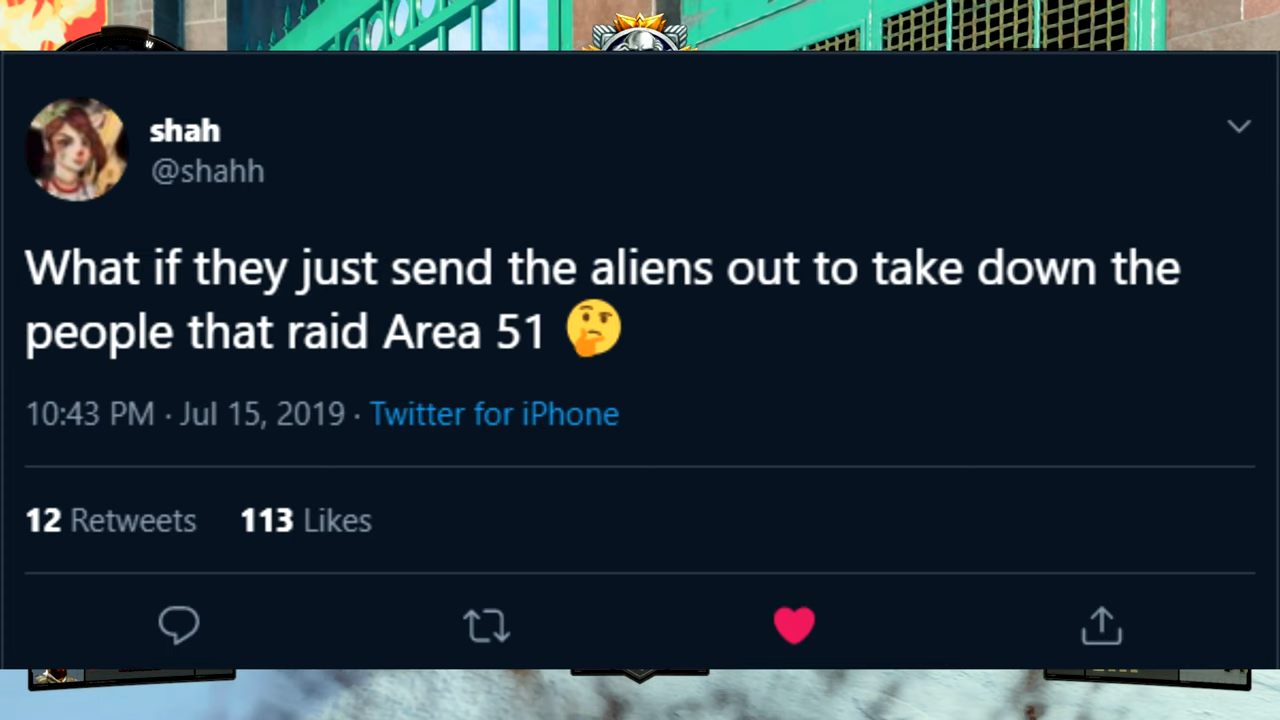 W
shah
@shahh
What if they just send the aliens out to take down the
people that raid Area 51 🤔
10:43 PM · Jul 15, 2019 · Twitter for iPhone
12 Retweets 113 Likes